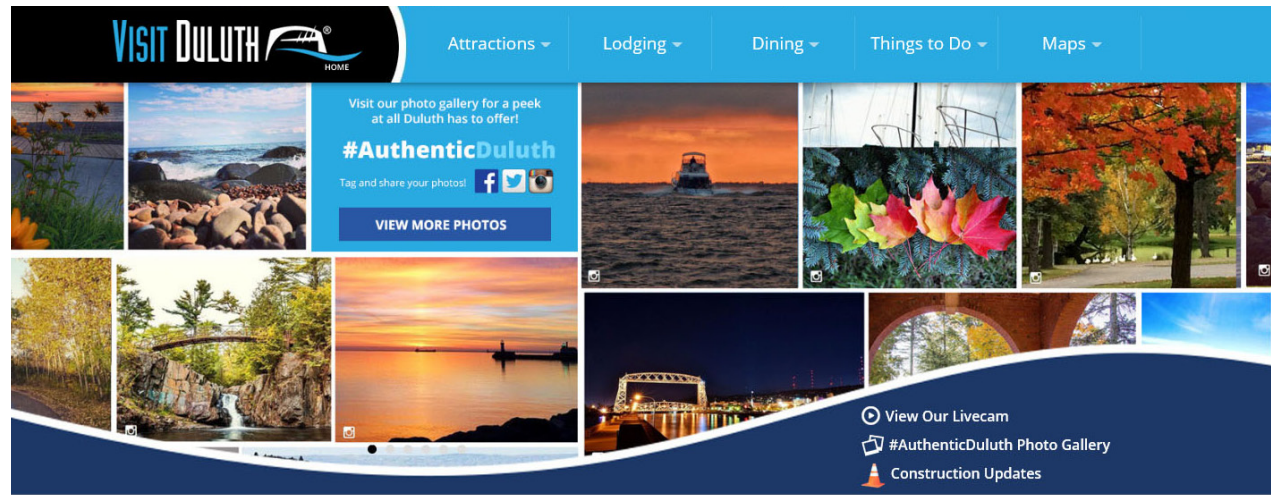 VISIT DULUTH ®
HOME
Attractions
Lodging
Dining
Things to Do
Maps
Visit our photo gallery for a peek
at all Duluth has to offer!
#AuthenticDuluth
Tag and share your photos!
VIEW MORE PHOTOS
View Our Livecam
#AuthenticDuluth Photo Gallery
Construction Updates